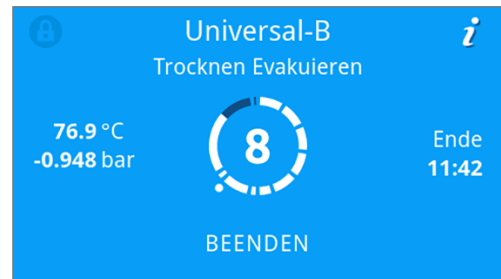 Universal-B
i
Trocknen Evakuieren
76.9 °C
-0.948 bar
8
Ende
11:42
BEENDEN